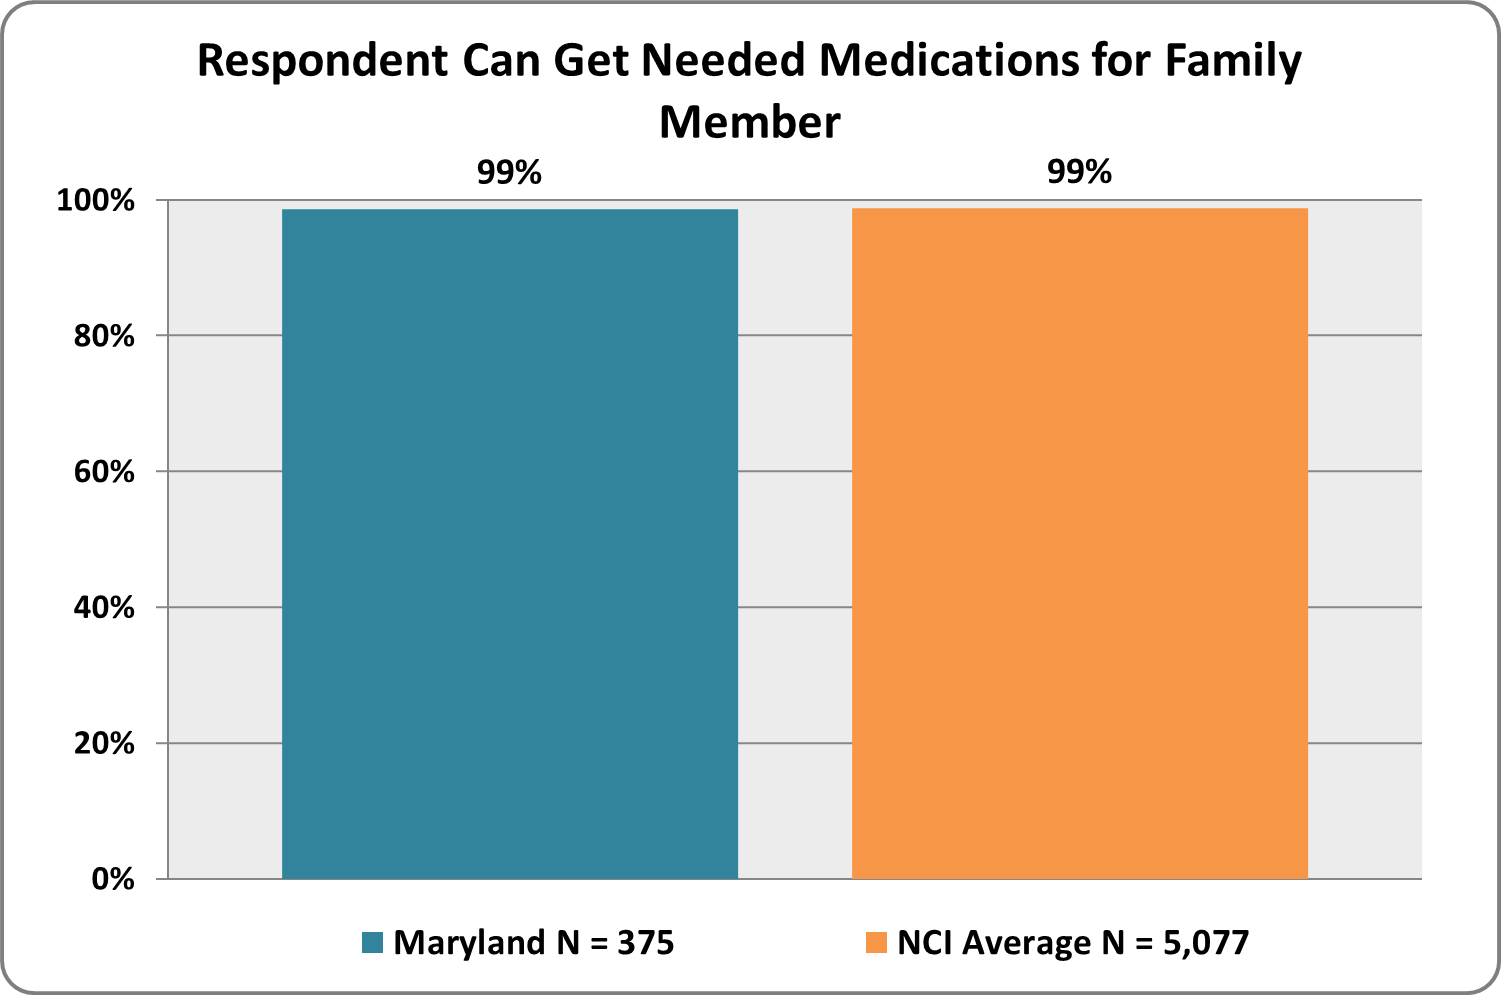 Respondent Can Get Needed Medications for Family
Member
99%
99%
100%
80%
60%
40%
20%
0%
Maryland N = 375
NCI Average N = 5,077